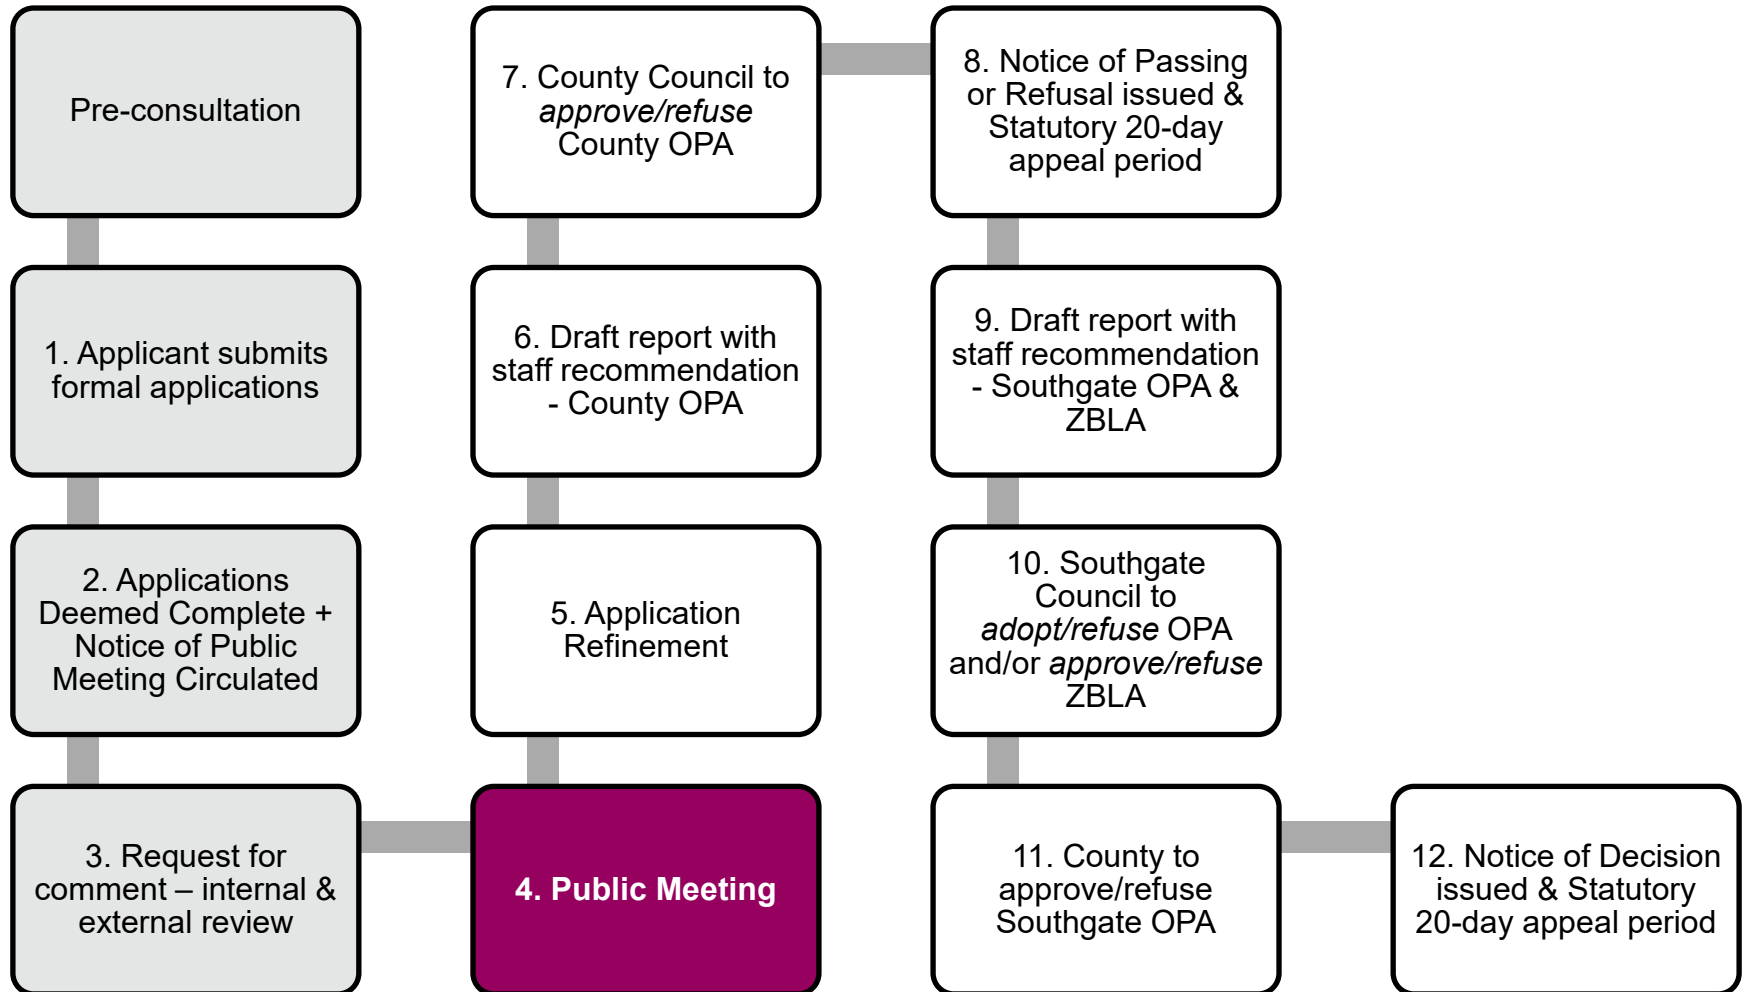 Pre-consultation
1. Applicant submits
formal applications
2. Applications
Deemed Complete +
Notice of Public
Meeting Circulated
3. Request for
comment – internal &
external review
4. Public Meeting
5. Application
Refinement
6. Draft report with
staff recommendation
- County OPA
7. County Council to
approve/refuse
County OPA
8. Notice of Passing
or Refusal issued &
Statutory 20-day
appeal period
9. Draft report with
staff recommendation
- Southgate OPA &
ZBLA
10. Southgate
Council to
adopt/refuse OPA
and/or approve/refuse
ZBLA
11. County to
approve/refuse
Southgate OPA
12. Notice of Decision
issued & Statutory
20-day appeal period